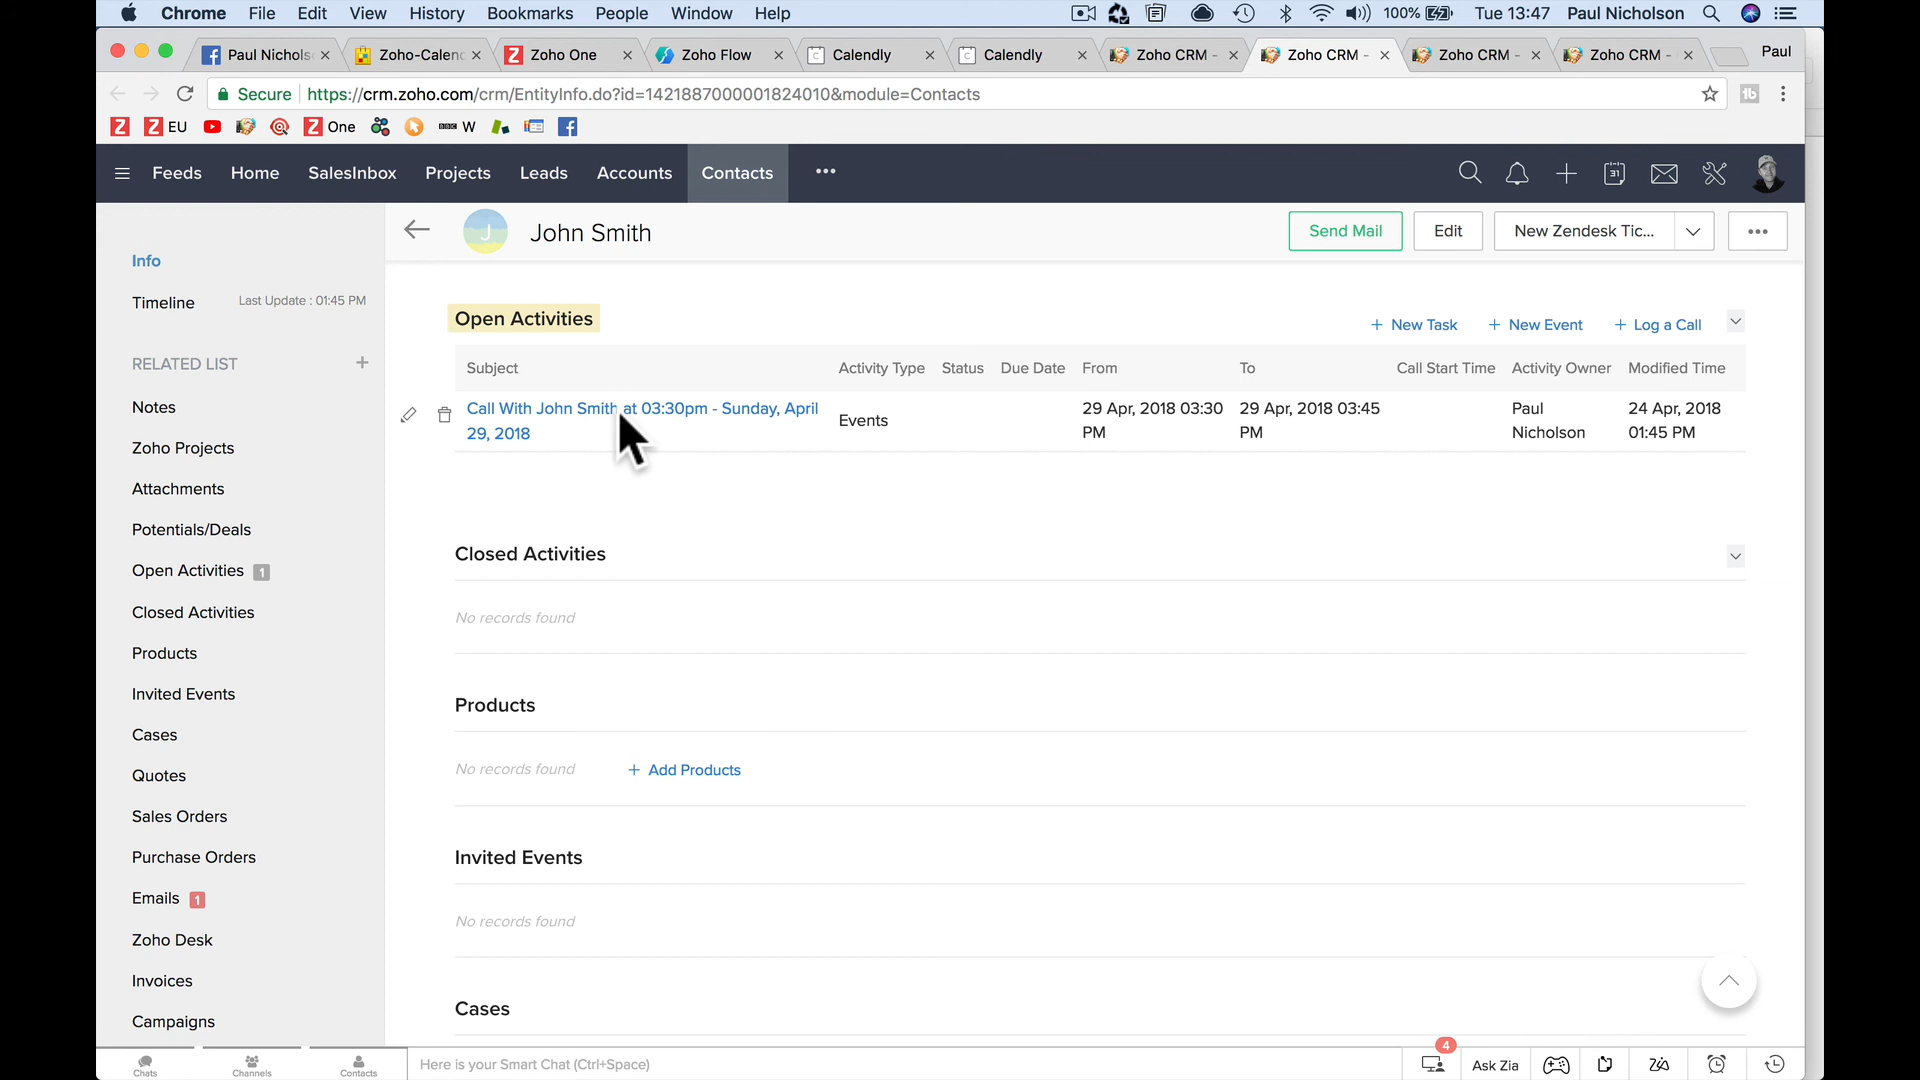 Chrome File Edit View History Bookmarks People Window Help 100% Tue 13:47 Paul Nicholson
Paul Nichols Zoho-Calen Zoho One Zoho Flow Calendly Calendly Zoho CRM - Zoho CRM - Zoho CRM - Zoho CRM - Paul
Secure https://crm.zoho.com/crm/EntityInfo.do?id=1421887000001824010&module=Contacts
EU One BBC W
Feeds Home SalesInbox Projects Leads Accounts Contacts ••• 31
J John Smith Send Mail Edit New Zendesk Tic... •••
Info
Timeline Last Update : 01:45 PM
RELATED LIST +
Notes
Zoho Projects
Attachments
Potentials/Deals
Open Activities 1
Closed Activities
Products
Invited Events
Cases
Quotes
Sales Orders
Purchase Orders
Emails 1
Zoho Desk
Invoices
Campaigns
Open Activities
+ New Task + New Event + Log a Call
Subject Activity Type Status Due Date From To Call Start Time Activity Owner Modified Time
Call With John Smith at 03:30pm - Sunday, April
29, 2018
Events
29 Apr, 2018 03:30
PM
29 Apr, 2018 03:45
PM
Paul
Nicholson
24 Apr, 2018
01:45 PM
Closed Activities
No records found
Products
No records found + Add Products
Invited Events
No records found
Cases
Chats Channels Contacts Here is your Smart Chat (Ctrl+Space) 4 Ask Zia